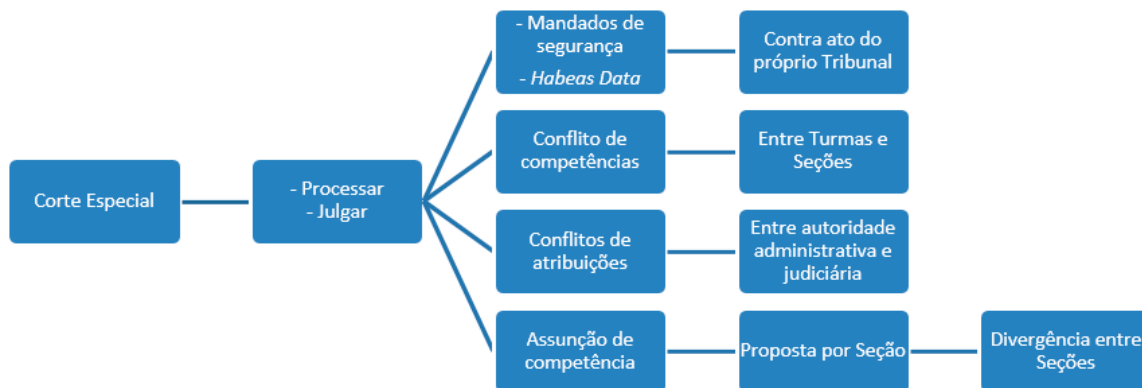 Corte Especial
- Processar
- Julgar
- Mandados de
segurança
- Habeas Data
Contra ato do
próprio Tribunal
Conflito de
competências
Entre Turmas e
Seções
Conflitos de
atribuições
Entre autoridade
administrativa e
judiciária
Assunção de
competência
Proposta por Seção
Divergência entre
Seções